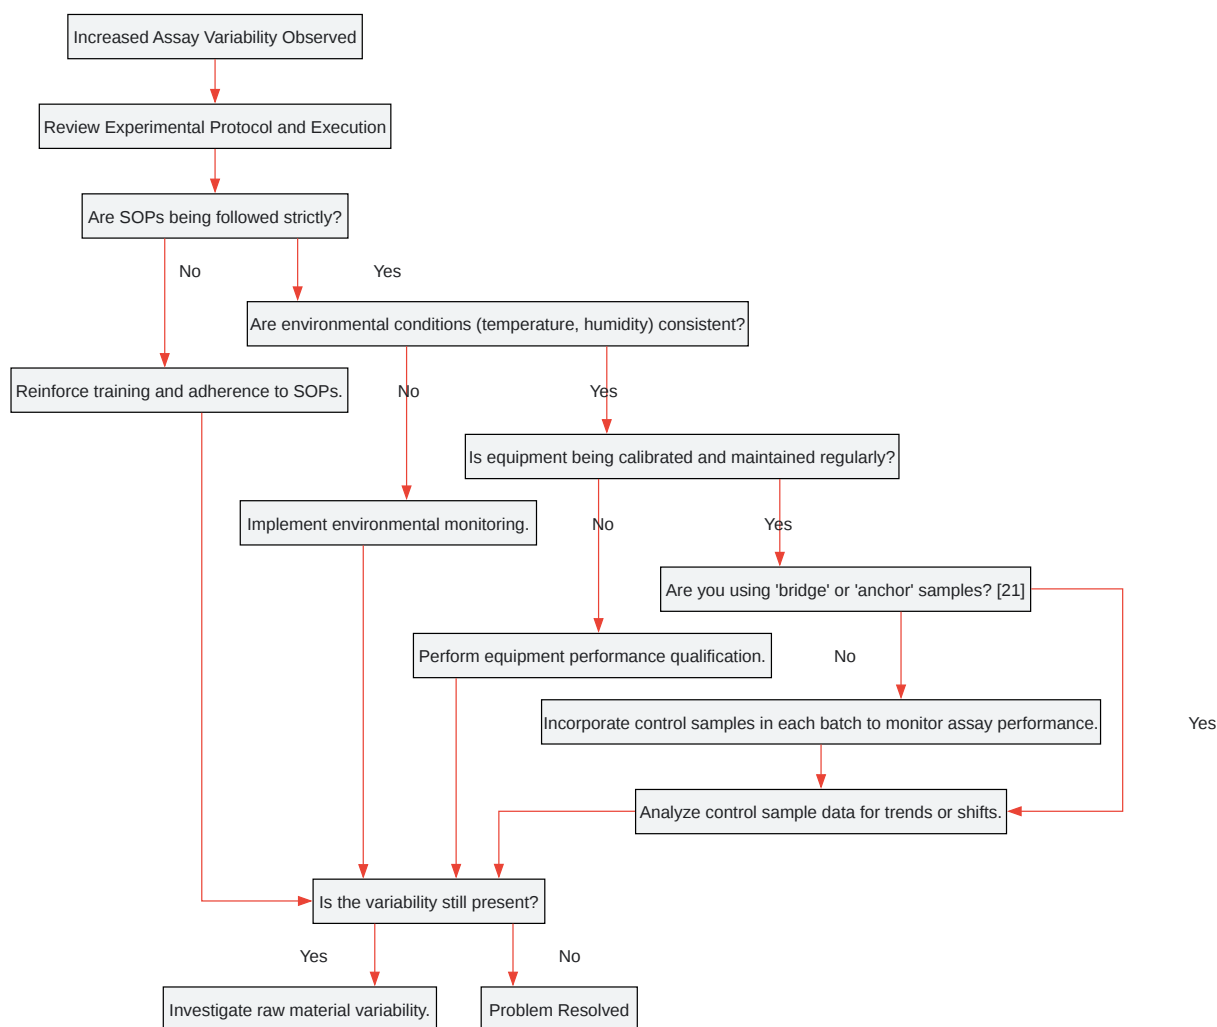 Increased Assay Variability Observed
Review Experimental Protocol and Execution
Are SOPs being followed strictly?
No
Yes
Are environmental conditions (temperature, humidity) consistent?
Reinforce training and adherence to SOPs.
No
Yes
Is equipment being calibrated and maintained regularly?
Implement environmental monitoring.
No
Yes
Are you using 'bridge' or 'anchor' samples? [21]
Perform equipment performance qualification.
No
Incorporate control samples in each batch to monitor assay performance.
Yes
Analyze control sample data for trends or shifts.
Is the variability still present?
Yes
No
Investigate raw material variability.
Problem Resolved